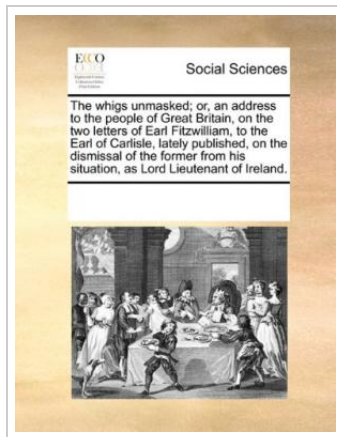 ECCO
Social Sciences
The whigs unmasked; or, an address
to the people of Great Britain, on the
two letters of Earl Fitzwilliam, to the
Earl of Carlisle, lately published, on the
dismissal of the former from his
situation, as Lord Lieutenant of Ireland.